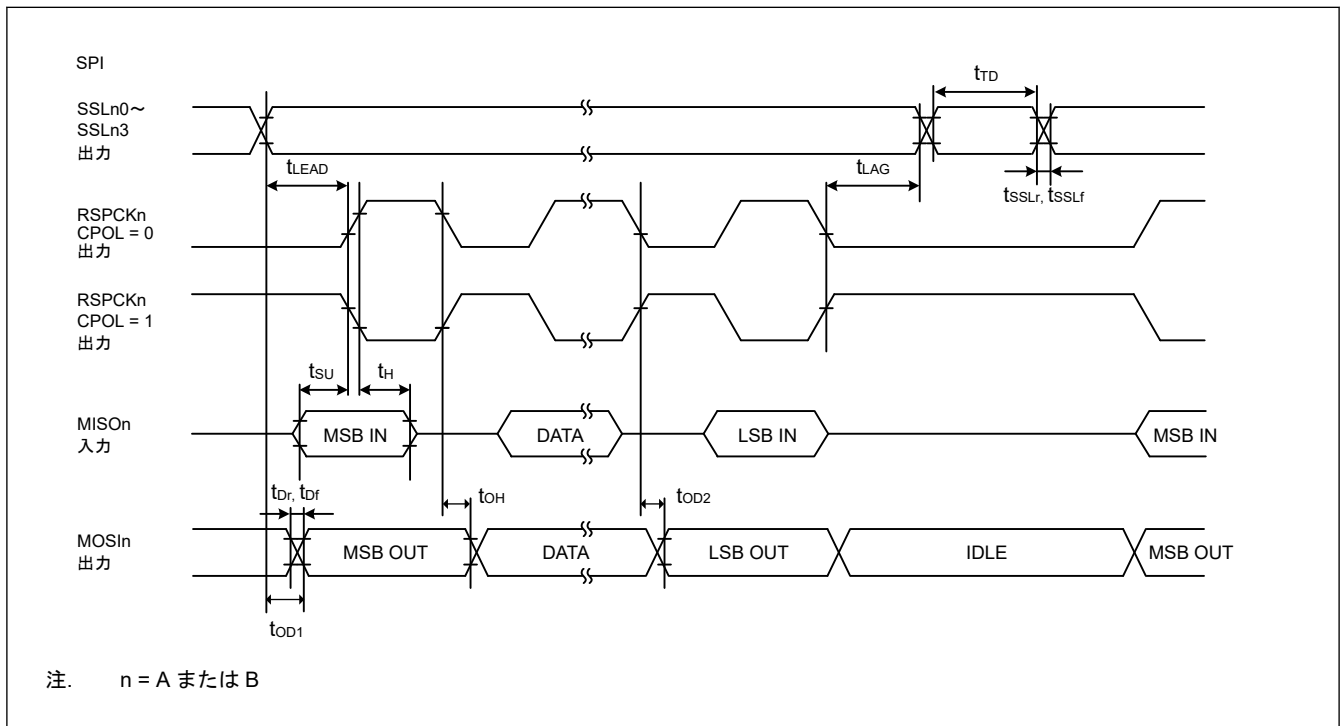 SPI
SSLn0～
SSLn3
出力
tTD
tLEAD
tLAG
tSSLr, tSSLf
RSPCKn
CPOL = 0
出力
RSPCKn
CPOL = 1
出力
tSU
tH
MISOn
入力
MSB IN
DATA
LSB IN
MSB IN
tDr, tDf
tOH
tOD2
MOSIn
出力
MSB OUT
DATA
LSB OUT
IDLE
MSB OUT
tOD1
注. n = A または B